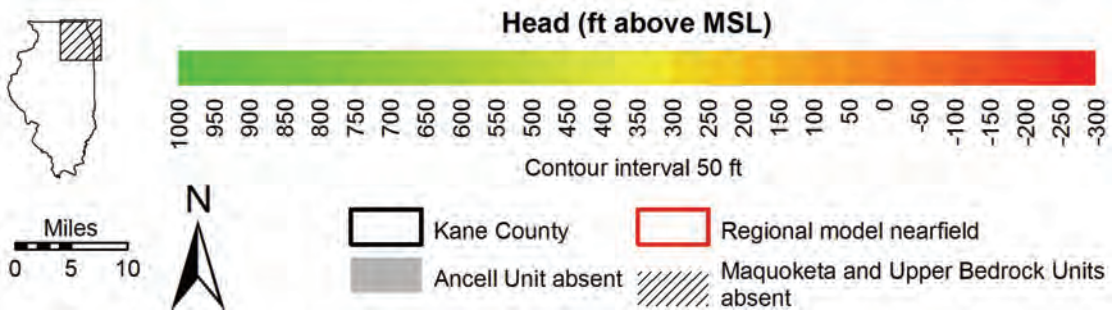 Head (ft above MSL)
1000 950 900 850 800 750 700 650 600 550 500 450 400 350 300 250 200 150 100 50 0 -50 -100 -150 -200 -250 -300
Contour interval 50 ft
N
Miles
0 5 10
Kane County
Regional model nearfield
Ancell Unit absent
Maquoketa and Upper Bedrock Units
absent